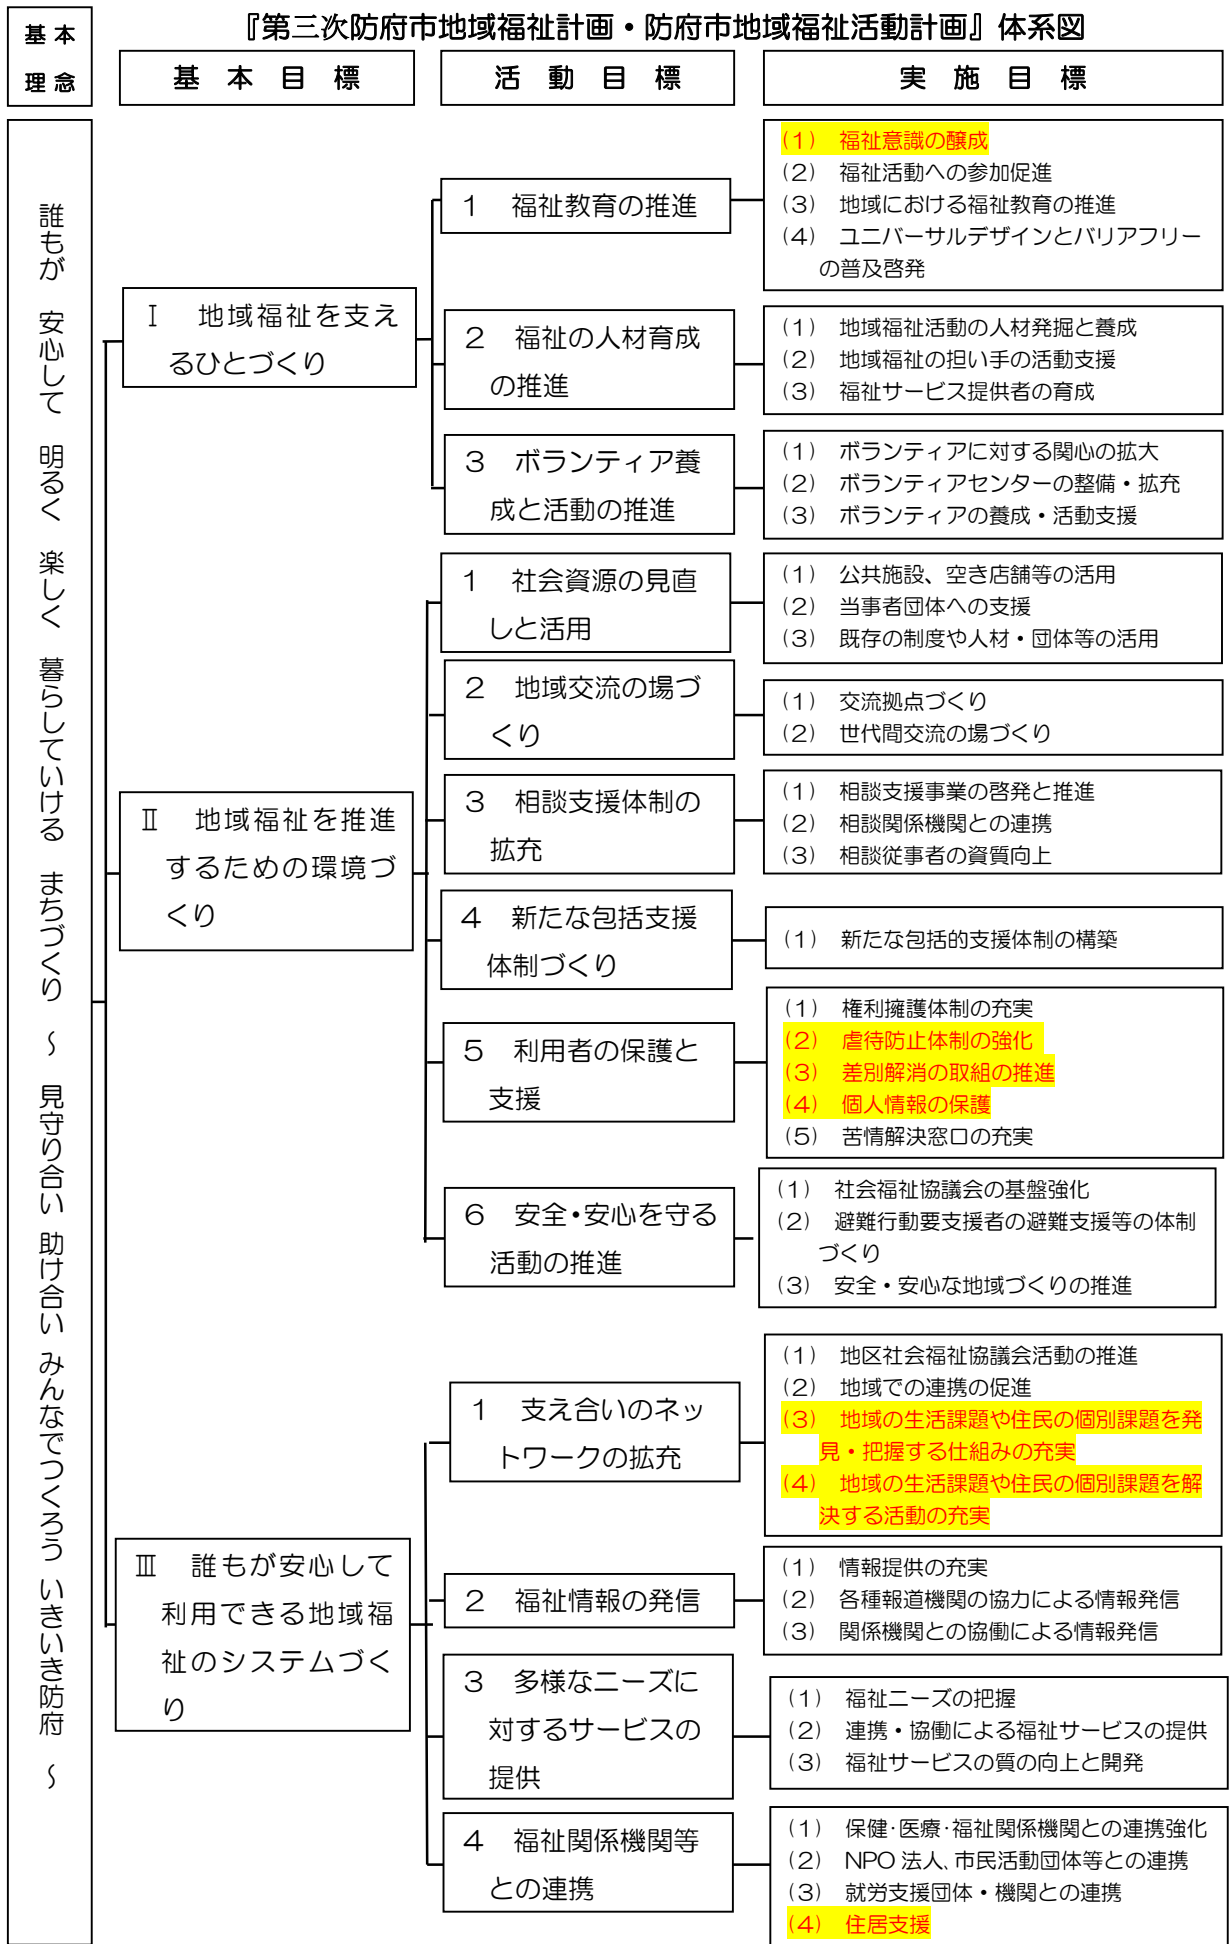 『第三次防府市地域福祉計画・防府市地域福祉活動計画』体系図
基本
理念
基本目標
活動目標
実施目標
誰もが 安心して 明るく 楽しく 暮らしていける まちづくり ～ 見守り合い 助け合い みんなでつくろう いきいき防府 ～
Ⅰ 地域福祉を支え
るひとづくり
1 福祉教育の推進
(1) 福祉意識の醸成
(2) 福祉活動への参加促進
(3) 地域における福祉教育の推進
(4) ユニバーサルデザインとバリアフリー
の普及啓発
2 福祉の人材育成
の推進
(1) 地域福祉活動の人材発掘と養成
(2) 地域福祉の担い手の活動支援
(3) 福祉サービス提供者の育成
3 ボランティア養
成と活動の推進
(1) ボランティアに対する関心の拡大
(2) ボランティアセンターの整備・拡充
(3) ボランティアの養成・活動支援
Ⅱ 地域福祉を推進
するための環境づ
くり
1 社会資源の見直
しと活用
(1) 公共施設、空き店舗等の活用
(2) 当事者団体への支援
(3) 既存の制度や人材・団体等の活用
2 地域交流の場づ
くり
(1) 交流拠点づくり
(2) 世代間交流の場づくり
3 相談支援体制の
拡充
(1) 相談支援事業の啓発と推進
(2) 相談関係機関との連携
(3) 相談従事者の資質向上
4 新たな包括支援
体制づくり
(1) 新たな包括的支援体制の構築
5 利用者の保護と
支援
(1) 権利擁護体制の充実
(2) 虐待防止体制の強化
(3) 差別解消の取組の推進
(4) 個人情報の保護
(5) 苦情解決窓口の充実
6 安全・安心を守る
活動の推進
(1) 社会福祉協議会の基盤強化
(2) 避難行動要支援者の避難支援等の体制
づくり
(3) 安全・安心な地域づくりの推進
Ⅲ 誰もが安心して
利用できる地域福
祉のシステムづく
り
1 支え合いのネッ
トワークの拡充
(1) 地区社会福祉協議会活動の推進
(2) 地域での連携の促進
(3) 地域の生活課題や住民の個別課題を発
見・把握する仕組みの充実
(4) 地域の生活課題や住民の個別課題を解
決する活動の充実
2 福祉情報の発信
(1) 情報提供の充実
(2) 各種報道機関の協力による情報発信
(3) 関係機関との協働による情報発信
3 多様なニーズに
対するサービスの
提供
(1) 福祉ニーズの把握
(2) 連携・協働による福祉サービスの提供
(3) 福祉サービスの質の向上と開発
4 福祉関係機関等
との連携
(1) 保健・医療・福祉関係機関との連携強化
(2) NPO法人、市民活動団体等との連携
(3) 就労支援団体・機関との連携
(4) 住居支援